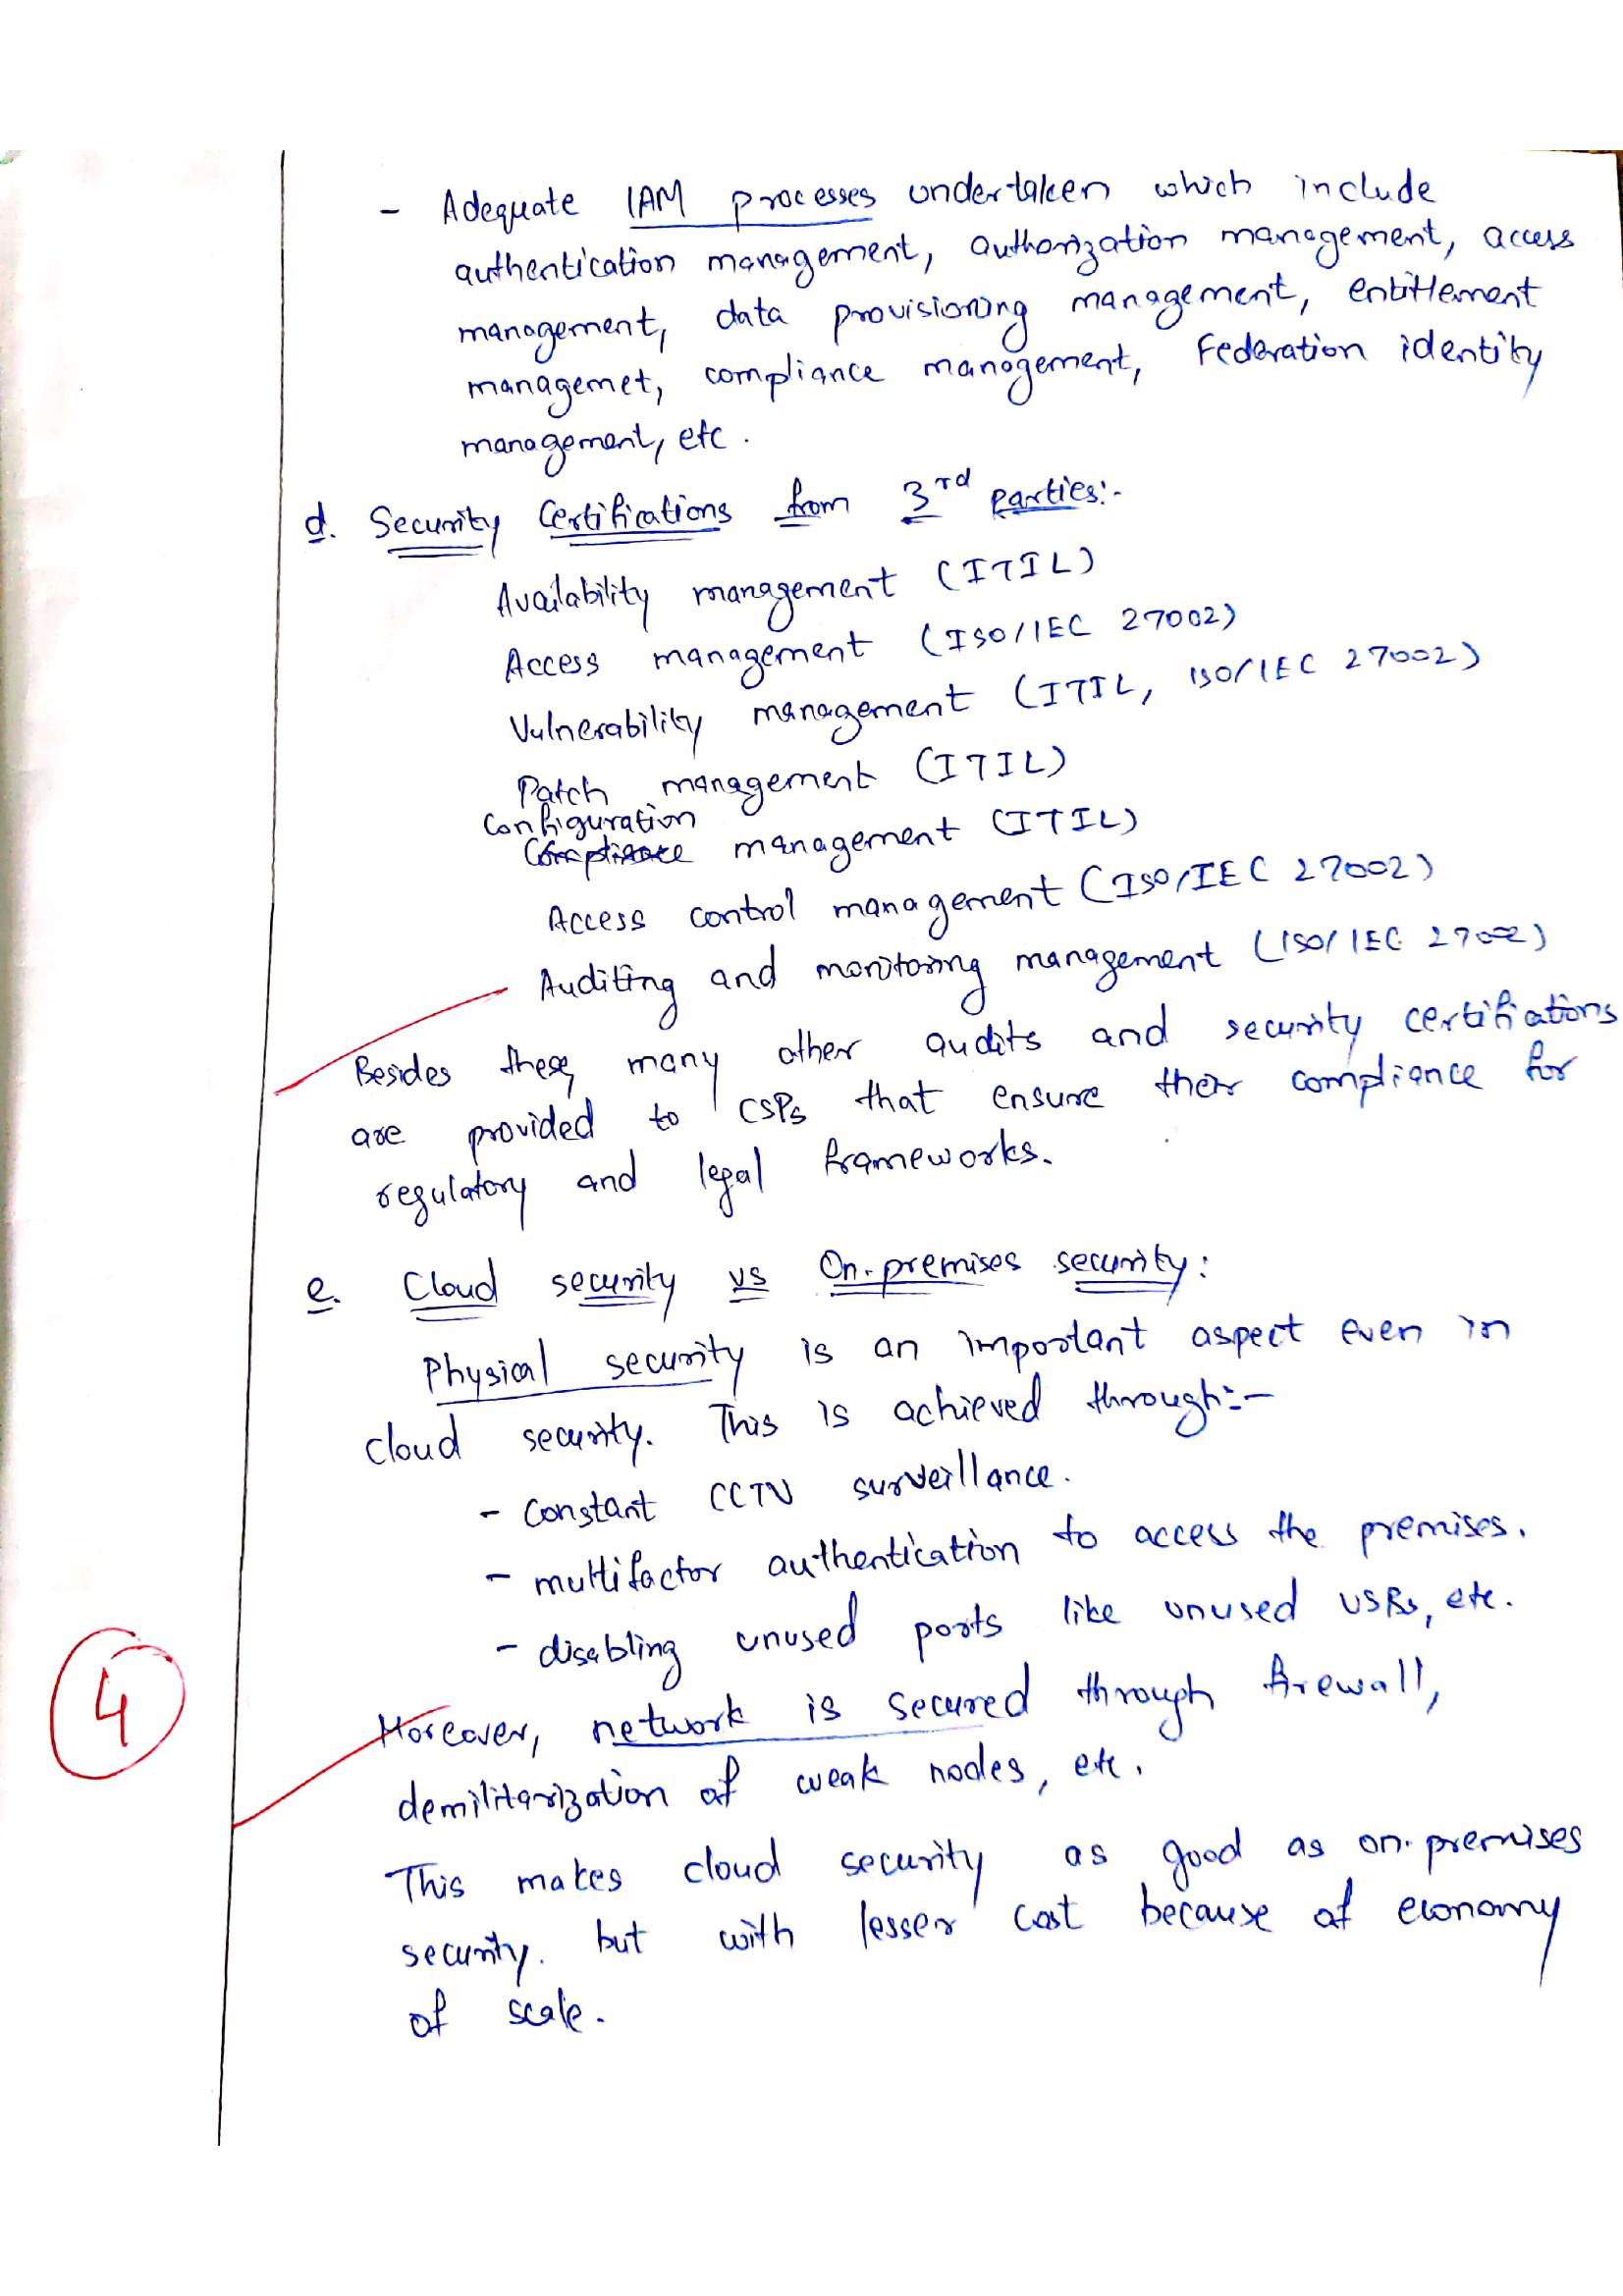 - Adequate IAM processes undertaken which include
authentication management, authorization management, access
management, data provisioning management, entitlement
managemet, compliance management, Federation identity
management, etc.
d. Security Certifications from 3rd parties:-
Availability management (ITIL)
Access management (ISO/IEC 27002)
Vulnerability management (ITIL, ISO/IEC 27002)
Patch management (ITIL)
Configuration
Compliance management (ITIL)
Access control management (ISO/IEC 27002)
Auditing and monitoring management (ISO/IEC 27002)
Besides these, many other audits and security certifications
are provided to CSPs that ensure their compliance for
regulatory and legal frameworks.
e. Cloud security vs On-premises security:
Physical security is an important aspect even in
cloud security. This is achieved through:-
- Constant CCTV surveillance.
- multifactor authentication to access the premises.
- disabling unused ports like unused USBs, etc.
4
Moreover, network is secured through firewall,
demilitarization of weak nodes, etc.
This makes cloud security as good as on-premises
security. but with lesser cost because of economy
of scale.